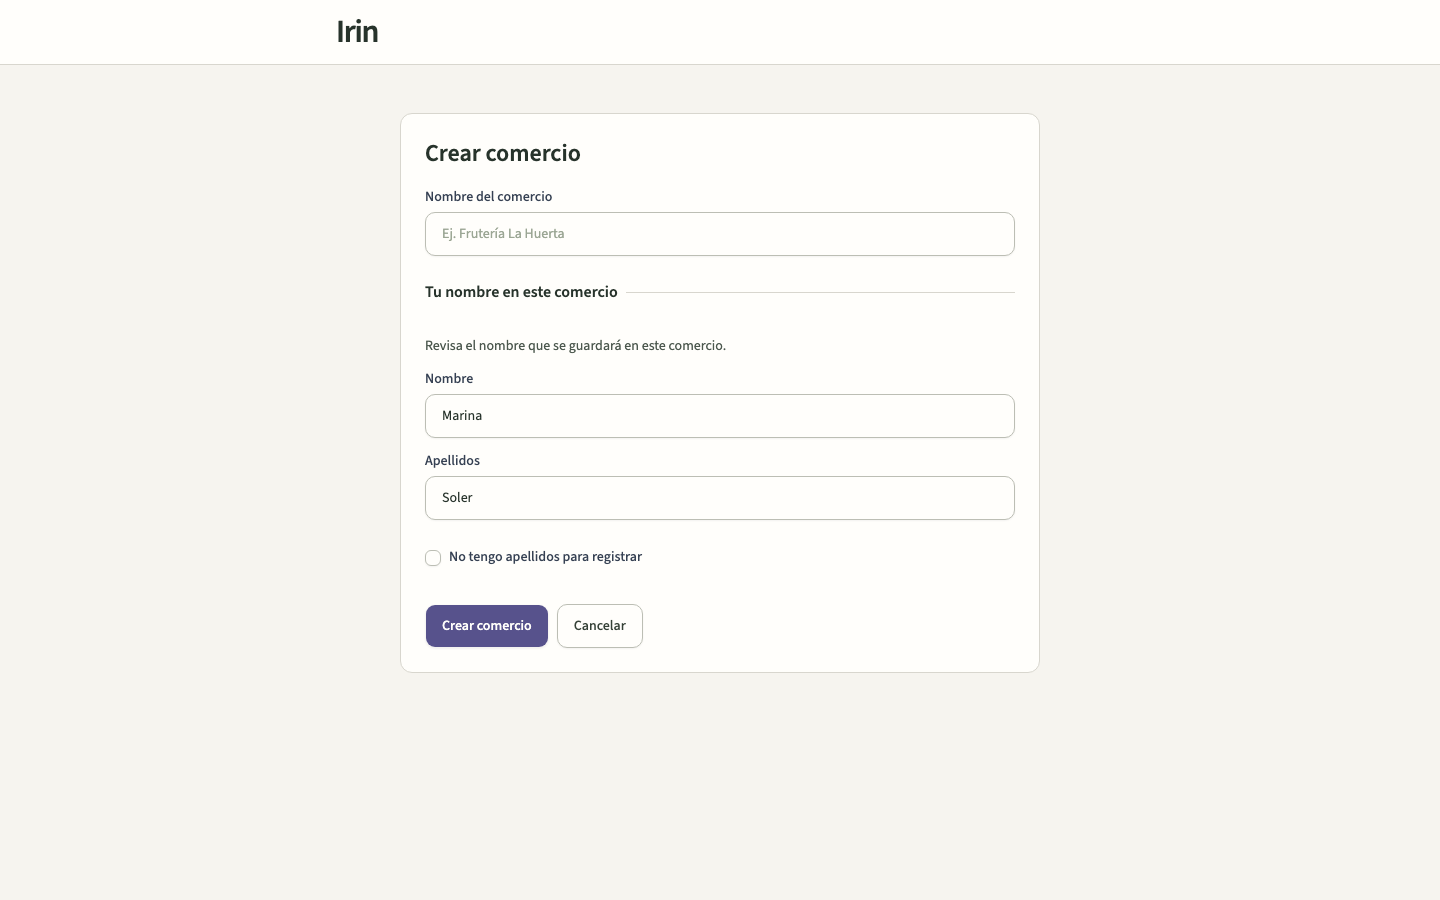 Irin
Crear comercio
Nombre del comercio
Ej. Frutería La Huerta
Tu nombre en este comercio
Revisa el nombre que se guardará en este comercio.
Nombre
Marina
Apellidos
Soler
No tengo apellidos para registrar
Crear comercio
Cancelar